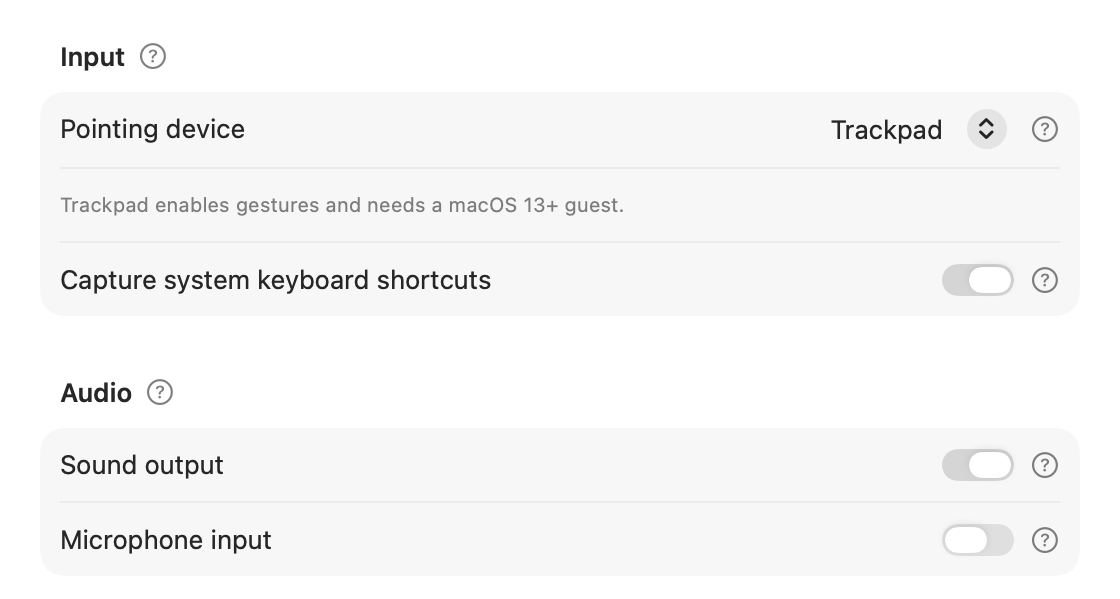 Input ?
Pointing device Trackpad ?
Trackpad enables gestures and needs a macOS 13+ guest.
Capture system keyboard shortcuts ?
Audio ?
Sound output ?
Microphone input ?